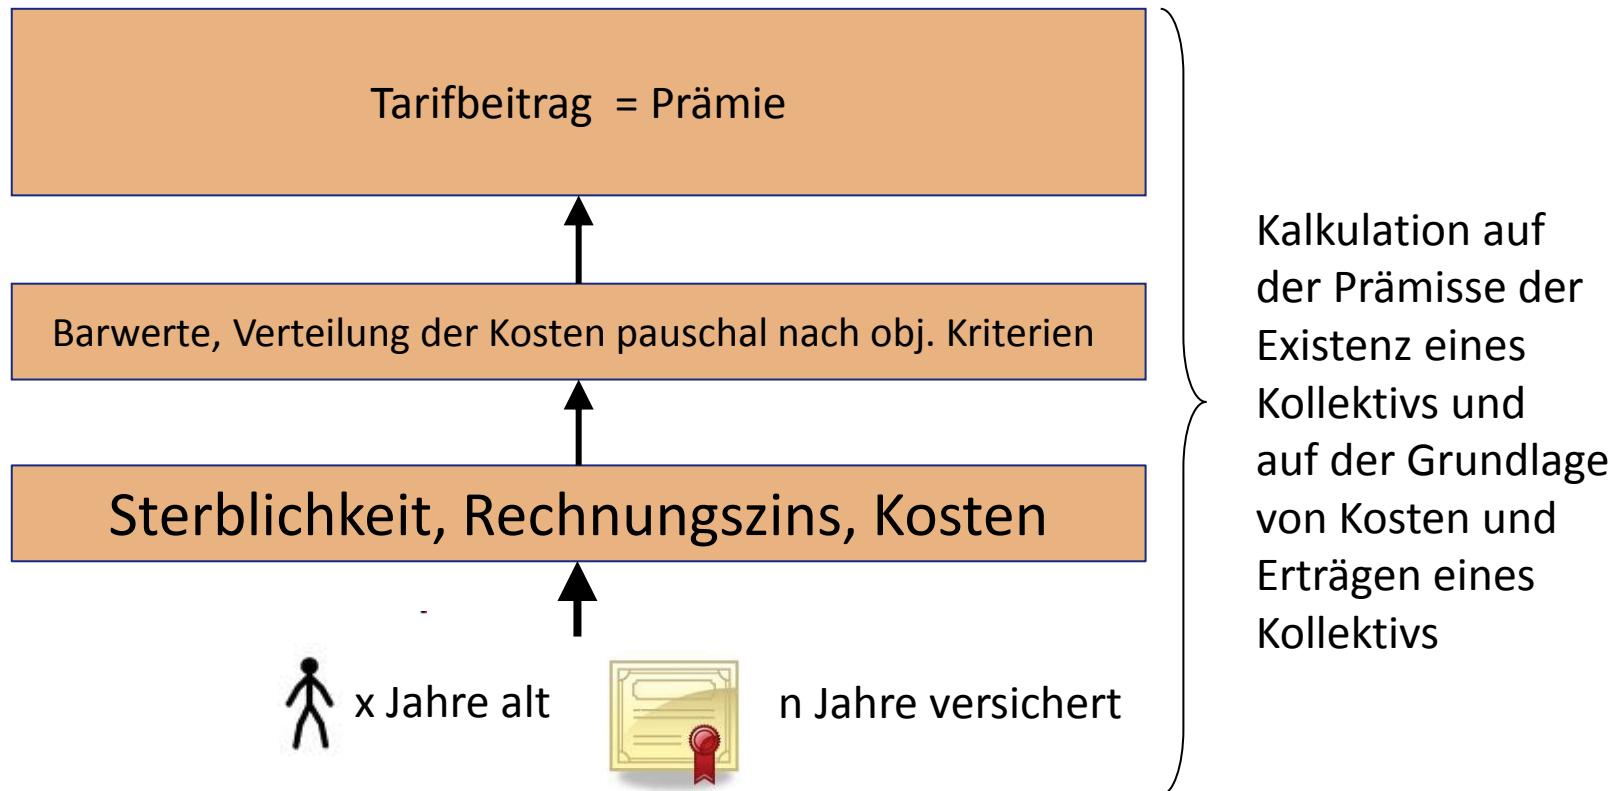 Tarifbeitrag = Prämie
Barwerte, Verteilung der Kosten pauschal nach obj. Kriterien
Sterblichkeit, Rechnungszins, Kosten
-
x Jahre alt
n Jahre versichert
Kalkulation auf
der Prämisse der
Existenz eines
Kollektivs und
auf der Grundlage
von Kosten und
Erträgen eines
Kollektivs